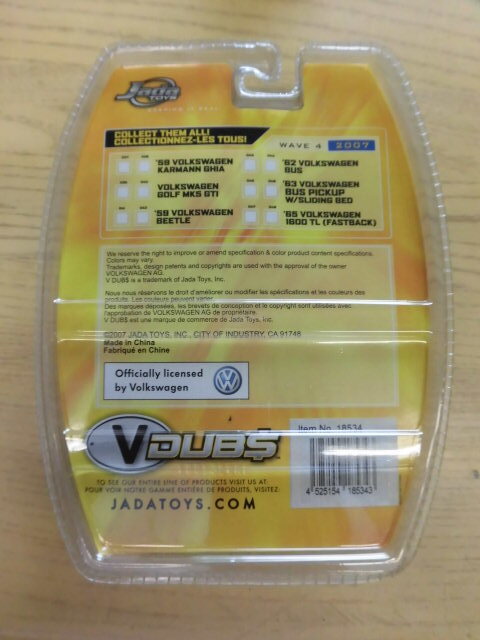 Jada
TOYS
COLLECT THEM ALL!
COLLECTIONNEZ-LES TOUS!
WAVE 4 2007
'59 VOLKSWAGEN
KARMANN GHIA
VOLKSWAGEN
GOLF MK5 GTI
'59 VOLKSWAGEN
BEETLE
'62 VOLKSWAGEN
BUS
'63 VOLKSWAGEN
BUS PICKUP
W/SLIDING BED
'65 VOLKSWAGEN
1600 TL (FASTBACK)
We reserve the right to improve or amend specification & color product content specifications.
Colors may vary.
Trademarks, design patents and copyrights are used with the approval of the owner
VOLKSWAGEN AG.
V DUB$ is a trademark of Jada Toys, Inc.
Nous nous réservons le droit d'améliorer ou modifier les spécifications et les couleurs des
produits. Les couleurs peuvent varier.
Des marques déposées, les brevets de conception et le copyright sont utilisées avec
l'approbation de VOLKSWAGEN AG de propriétaire.
V DUB$ est une marque de commerce de Jada Toys, Inc.
©2007 JADA TOYS, INC., CITY OF INDUSTRY, CA 91748
Made in China
Fabriqué en Chine
Officially licensed
by Volkswagen
VDUB$
Item No. 18534
4 525154 185343
TO SEE OUR ENTIRE LINE OF PRODUCTS VISIT US AT
POUR VOIR NOTRE GAMME ENTIÈRE DE PRODUITS, VISITEZ
JADATOYS.COM